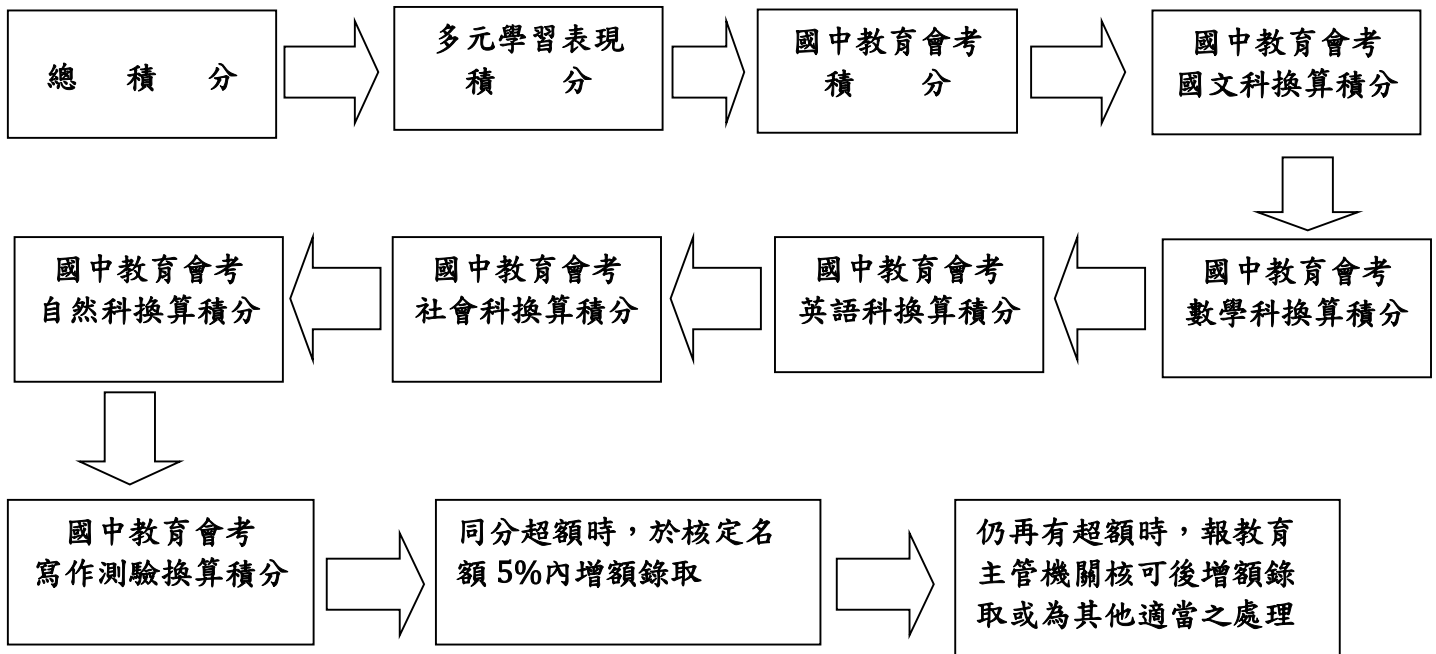 總 積 分
多元學習表現
積 分
國中教育會考
積 分
國中教育會考
國文科換算積分
國中教育會考
數學科換算積分
國中教育會考
英語科換算積分
國中教育會考
社會科換算積分
國中教育會考
自然科換算積分
國中教育會考
寫作測驗換算積分
同分超額時，於核定名
額 5%內增額錄取
仍再有超額時，報教育
主管機關核可後增額錄
取或為其他適當之處理